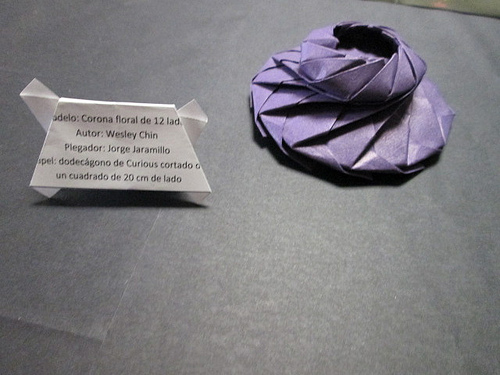 delo: Corona floral de 12 lad
Autor: Wesley Chin
Plegador: Jorge Jaramillo
pel: dodecágono de Curious cortado d
un cuadrado de 20 cm de lado